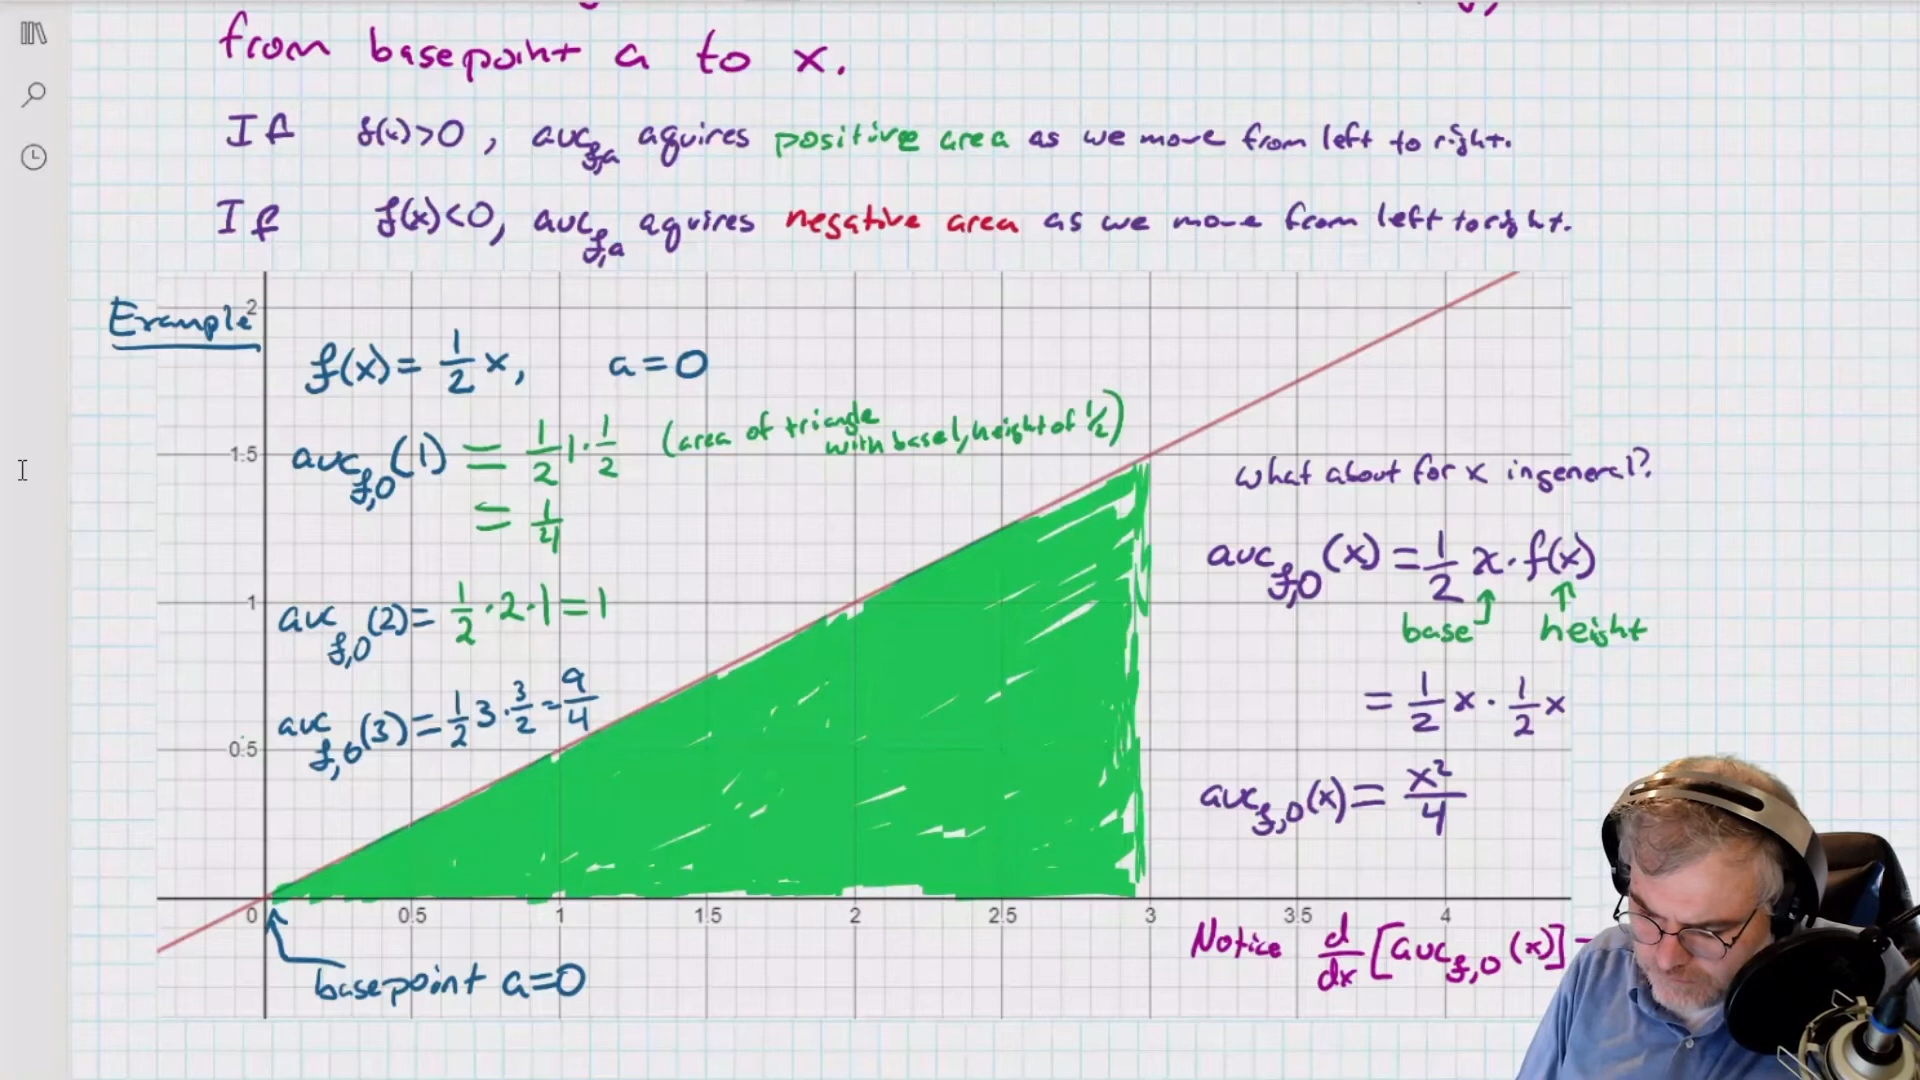 from basepoint a to x.
If f(x)>0, auc_{f,a} aquires positive area as we move from left to right.
If f(x)<0, auc_{f,a} aquires negative area as we move from left to right.
Example
f(x) = 1/2 x, a = 0
auc_{f,0}(1) = 1/2 1 · 1/2 (area of triangle
with base 1, height of 1/2)
= 1/4
auc_{f,0}(2) = 1/2 · 2 · 1 = 1
auc_{f,0}(3) = 1/2 3 · 3/2 = 9/4
What about for x in general?
auc_{f,0}(x) = 1/2 x · f(x)
base height
= 1/2 x · 1/2 x
auc_{f,0}(x) = x²/4
2
1.5
1
0.5
0 0.5 1 1.5 2 2.5 3 3.5 4
basepoint a=0
Notice d/dx [auc_{f,0}(x)]